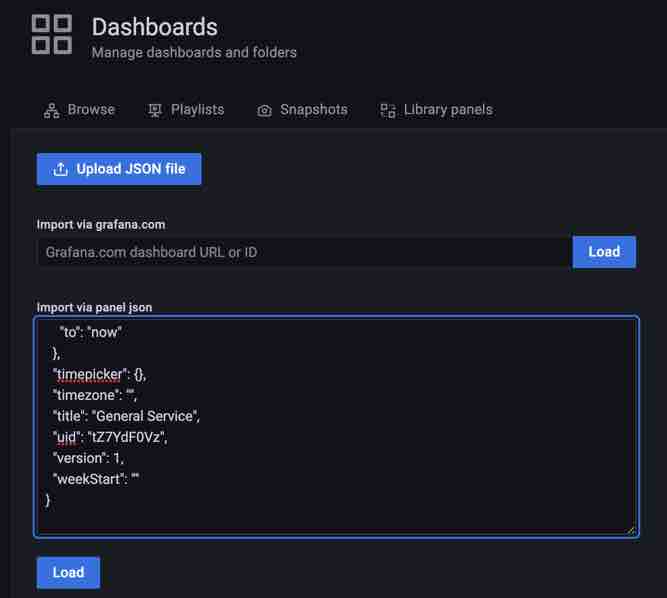 Dashboards
Manage dashboards and folders
Browse Playlists Snapshots Library panels
Upload JSON file
Import via grafana.com
Grafana.com dashboard URL or ID Load
Import via panel json
"to": "now"
},
"timepicker": {},
"timezone": "",
"title": "General Service",
"uid": "tZ7YdF0Vz",
"version": 1,
"weekStart": ""
}
Load